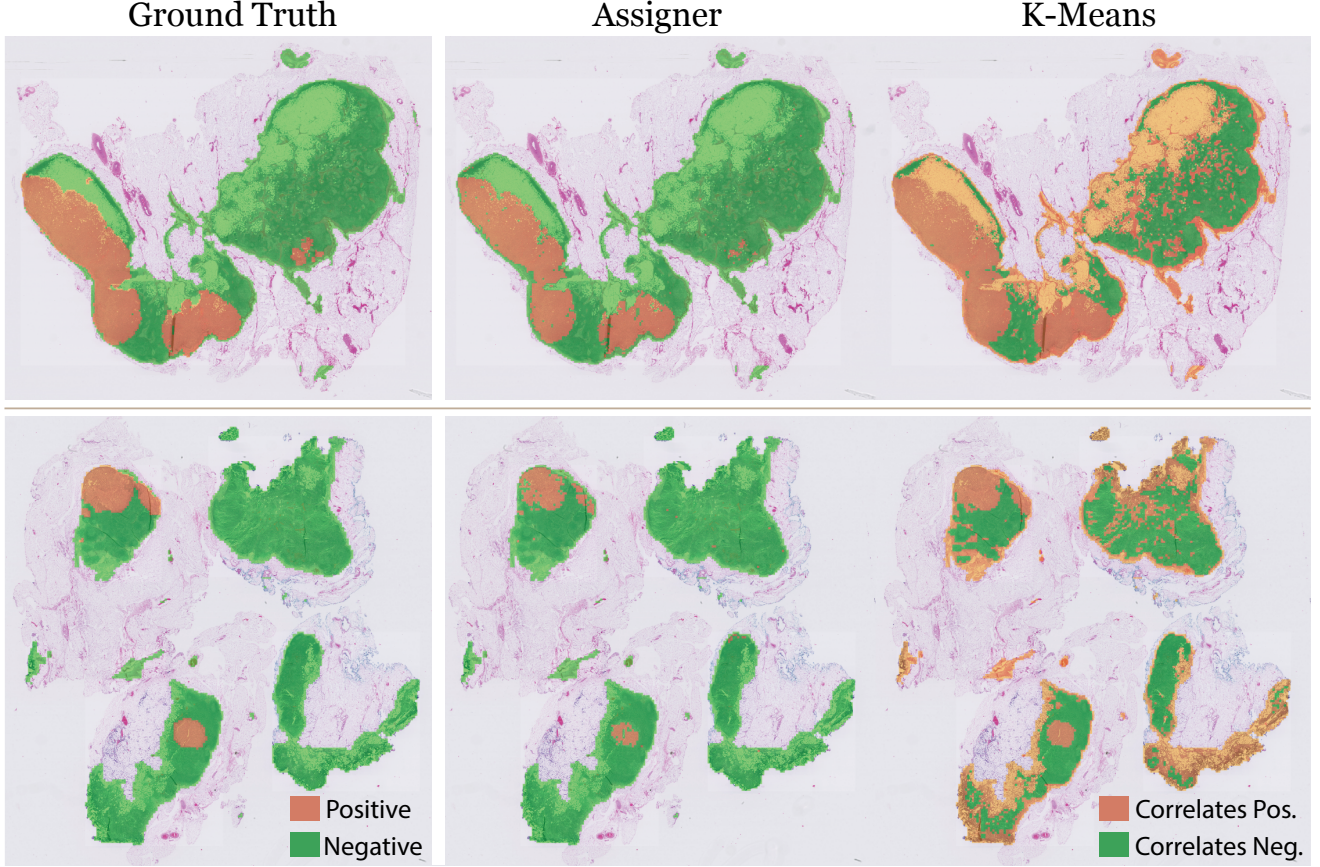 Ground Truth
Assigner
K-Means
Positive
Negative
Correlates Pos.
Correlates Neg.